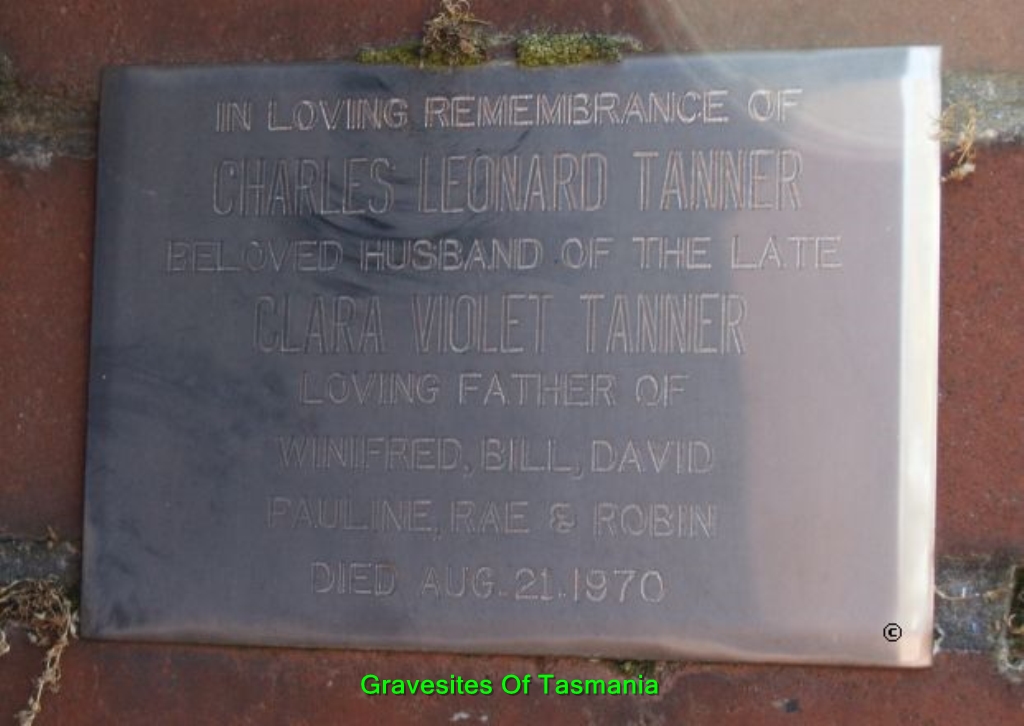 IN LOVING REMEMBRANCE OF
CHARLES LEONARD TANNER
BELOVED HUSBAND OF THE LATE
CLARA VIOLET TANNER
LOVING FATHER OF
WINIFRED, BILL, DAVID
PAULINE, RAE & ROBIN
DIED AUG. 21. 1970
©
Gravesites Of Tasmania